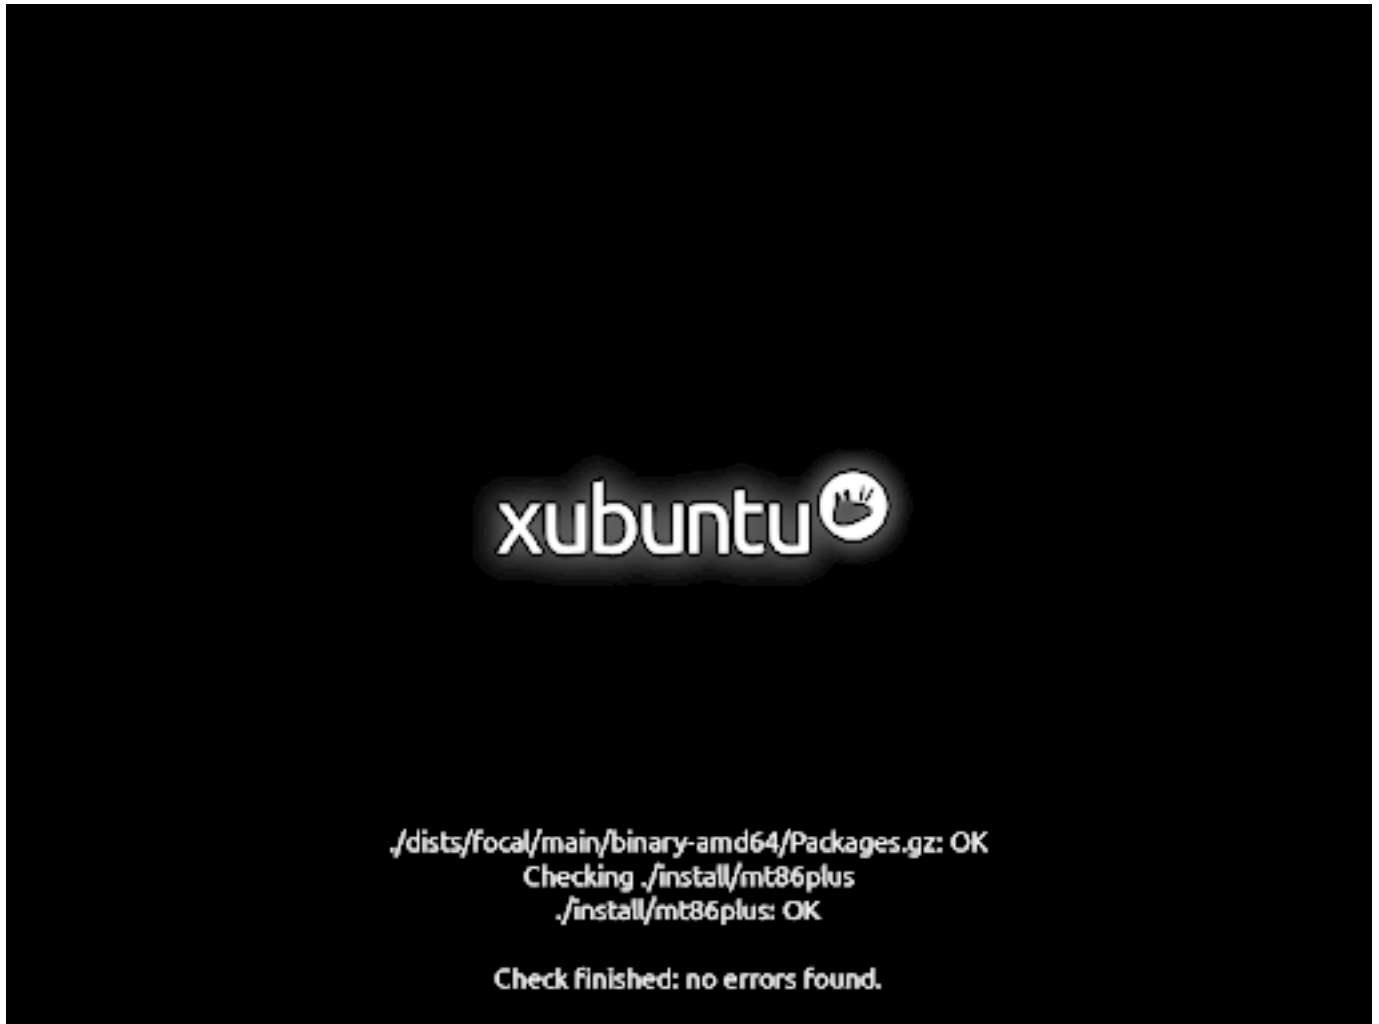 xubuntu
./dists/focal/main/binary-amd64/Packages.gz: OK
Checking ./install/mt86plus
./install/mt86plus: OK
Check finished: no errors found.